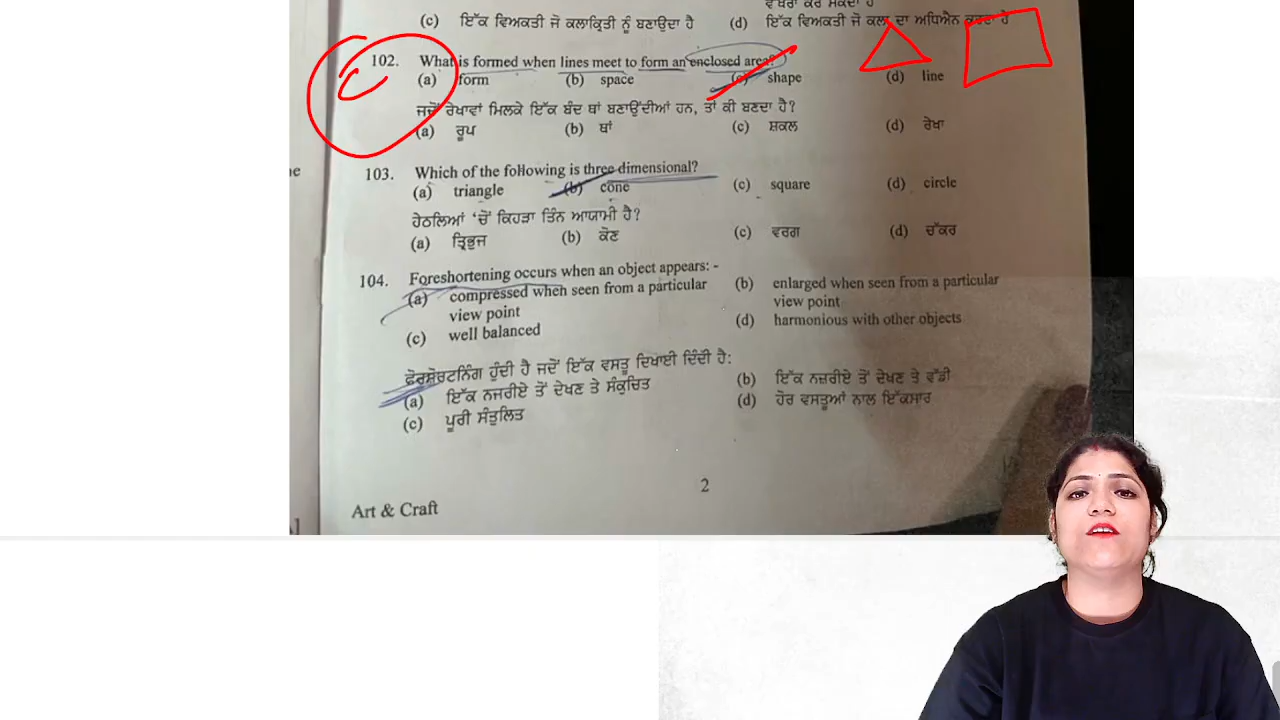 (c) ਇੱਕ ਵਿਅਕਤੀ ਜੋ ਕਲਾਕ੍ਰਿਤੀ ਨੂੰ ਬਣਾਉਂਦਾ ਹੈ (d) ਇੱਕ ਵਿਅਕਤੀ ਜੋ ਕਲਾ ਦਾ ਅਧਿਐਨ ਕਰਦਾ ਹੈ
102. What is formed when lines meet to form an enclosed area?
(a) form (b) space (c) shape (d) line
ਜਦੋਂ ਰੇਖਾਵਾਂ ਮਿਲਕੇ ਇੱਕ ਬੰਦ ਥਾਂ ਬਣਾਉਂਦੀਆਂ ਹਨ, ਤਾਂ ਕੀ ਬਣਦਾ ਹੈ?
(a) ਰੂਪ (b) ਥਾਂ (c) ਸ਼ਕਲ (d) ਰੇਖਾ
103. Which of the following is three dimensional?
(a) triangle (b) cone (c) square (d) circle
ਹੇਠਲਿਆਂ 'ਚੋਂ ਕਿਹੜਾ ਤਿੰਨ ਆਯਾਮੀ ਹੈ?
(a) ਤ੍ਰਿਭੁਜ (b) ਕੋਣ (c) ਵਰਗ (d) ਚੱਕਰ
104. Foreshortening occurs when an object appears: -
(a) compressed when seen from a particular (b) enlarged when seen from a particular
view point view point
(c) well balanced (d) harmonious with other objects
ਫ਼ੋਰਸ਼ੋਰਟਨਿੰਗ ਹੁੰਦੀ ਹੈ ਜਦੋਂ ਇੱਕ ਵਸਤੂ ਦਿਖਾਈ ਦਿੰਦੀ ਹੈ:
(a) ਇੱਕ ਨਜਰੀਏ ਤੋਂ ਦੇਖਣ ਤੇ ਸੰਕੁਚਿਤ (b) ਇੱਕ ਨਜ਼ਰੀਏ ਤੋਂ ਦੇਖਣ ਤੇ ਵੱਡੀ
(c) ਪੂਰੀ ਸੰਤੁਲਿਤ (d) ਹੋਰ ਵਸਤੂਆਂ ਨਾਲ ਇੱਕਸਾਰ
2
Art & Craft